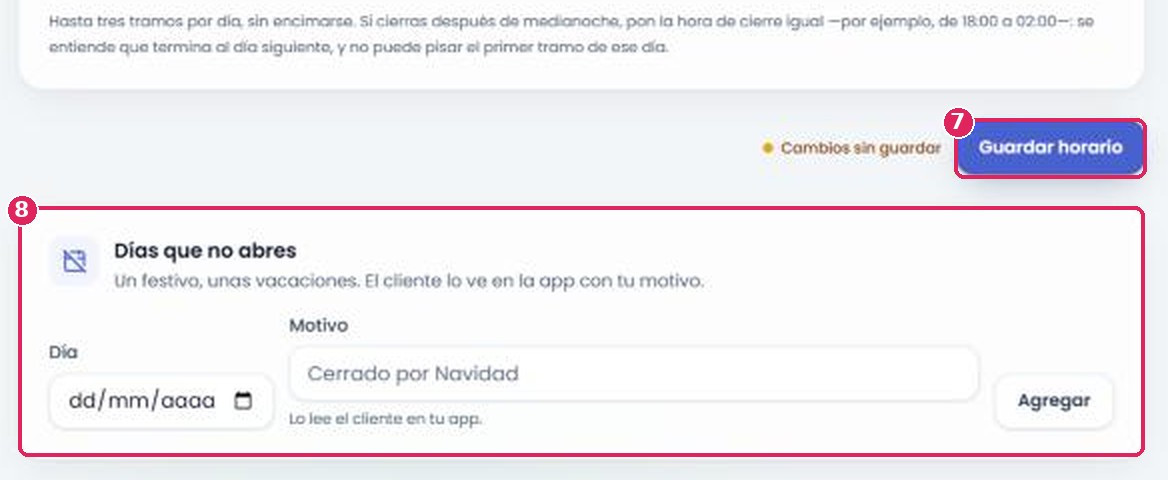 Hasta tres tramos por día, sin encimarse. Si cierras después de medianoche, pon la hora de cierre igual —por ejemplo, de 18:00 a 02:00—: se
entiende que termina al día siguiente, y no puede pisar el primer tramo de ese día.
7
Cambios sin guardar
Guardar horario
8
Días que no abres
Un festivo, unas vacaciones. El cliente lo ve en la app con tu motivo.
Día
dd/mm/aaaa
Motivo
Cerrado por Navidad
Lo lee el cliente en tu app.
Agregar